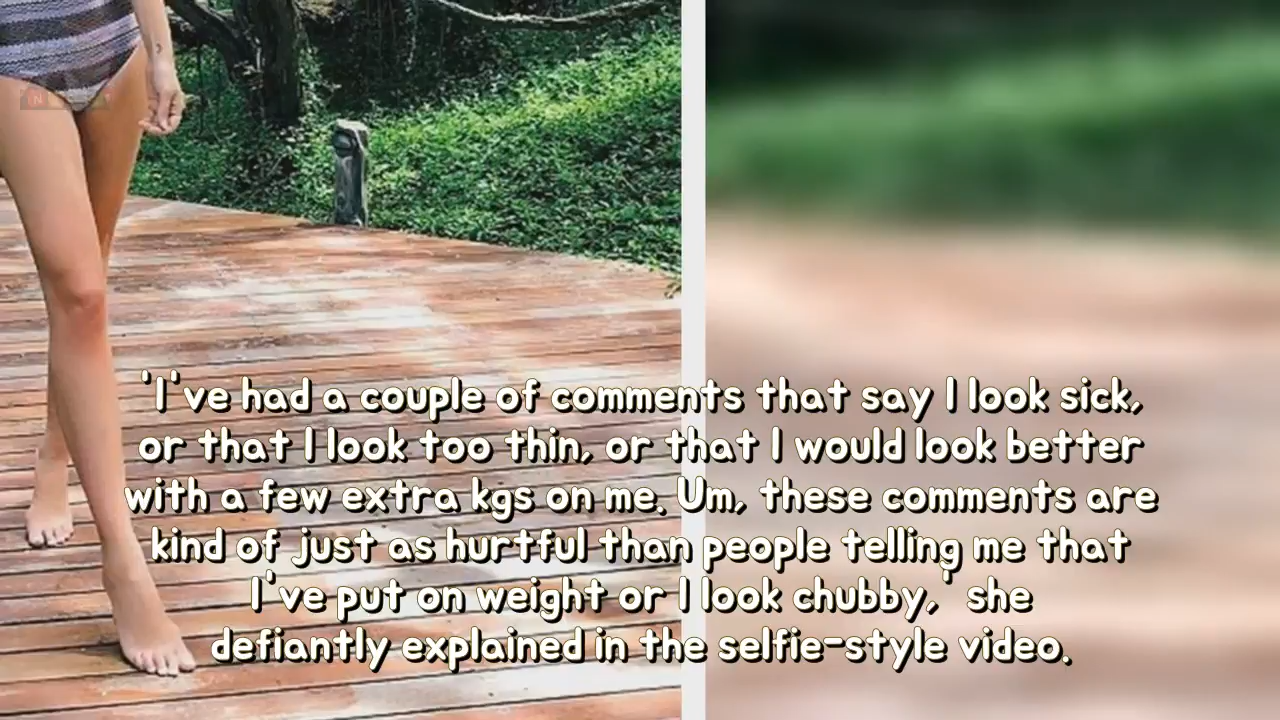 'I've had a couple of comments that say I look sick,
or that I look too thin, or that I would look better
with a few extra kgs on me. Um, these comments are
kind of just as hurtful than people telling me that
I've put on weight or I look chubby,' she
defiantly explained in the selfie-style video.